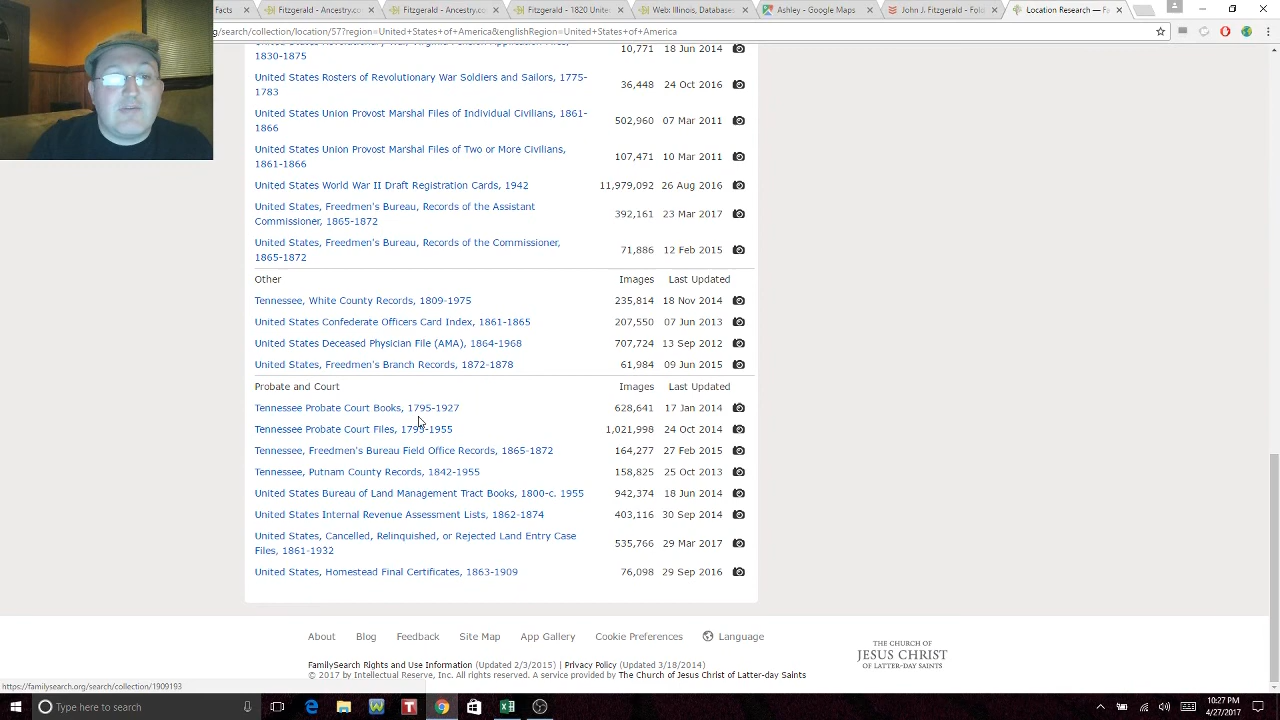 Facts
Fitzgerald - Ancestry.co
Fitzgerald - Ancestry.co
Fitzgerald - 1820 Unite
Web: Illinois, Database
Ashley - Google Maps
John J. Fitzgerald - Fold
Location Research — Fa
g/search/collection/location/57?region=United+States+of+America&englishRegion=United+States+of+America
1830-1875
10,771 18 Jun 2014
United States Rosters of Revolutionary War Soldiers and Sailors, 1775-
1783
36,448 24 Oct 2016
United States Union Provost Marshal Files of Individual Civilians, 1861-
1866
502,960 07 Mar 2011
United States Union Provost Marshal Files of Two or More Civilians,
1861-1866
107,471 10 Mar 2011
United States World War II Draft Registration Cards, 1942 11,979,092 26 Aug 2016
United States, Freedmen's Bureau, Records of the Assistant
Commissioner, 1865-1872
392,161 23 Mar 2017
United States, Freedmen's Bureau, Records of the Commissioner,
1865-1872
71,886 12 Feb 2015
Other Images Last Updated
Tennessee, White County Records, 1809-1975 235,814 18 Nov 2014
United States Confederate Officers Card Index, 1861-1865 207,550 07 Jun 2013
United States Deceased Physician File (AMA), 1864-1968 707,724 13 Sep 2012
United States, Freedmen's Branch Records, 1872-1878 61,984 09 Jun 2015
Probate and Court Images Last Updated
Tennessee Probate Court Books, 1795-1927 628,641 17 Jan 2014
Tennessee Probate Court Files, 1795-1955 1,021,998 24 Oct 2014
Tennessee, Freedmen's Bureau Field Office Records, 1865-1872 164,277 27 Feb 2015
Tennessee, Putnam County Records, 1842-1955 158,825 25 Oct 2013
United States Bureau of Land Management Tract Books, 1800-c. 1955 942,374 18 Jun 2014
United States Internal Revenue Assessment Lists, 1862-1874 403,116 30 Sep 2014
United States, Cancelled, Relinquished, or Rejected Land Entry Case
Files, 1861-1932
535,766 29 Mar 2017
United States, Homestead Final Certificates, 1863-1909 76,098 29 Sep 2016
About Blog Feedback Site Map App Gallery Cookie Preferences Language
FamilySearch Rights and Use Information (Updated 2/3/2015) | Privacy Policy (Updated 3/18/2014)
© 2017 by Intellectual Reserve, Inc. All rights reserved. A service provided by The Church of Jesus Christ of Latter-day Saints
THE CHURCH OF
JESUS CHRIST
OF LATTER-DAY SAINTS
https://familysearch.org/search/collection/1909193
Type here to search
10:27 PM
4/27/2017